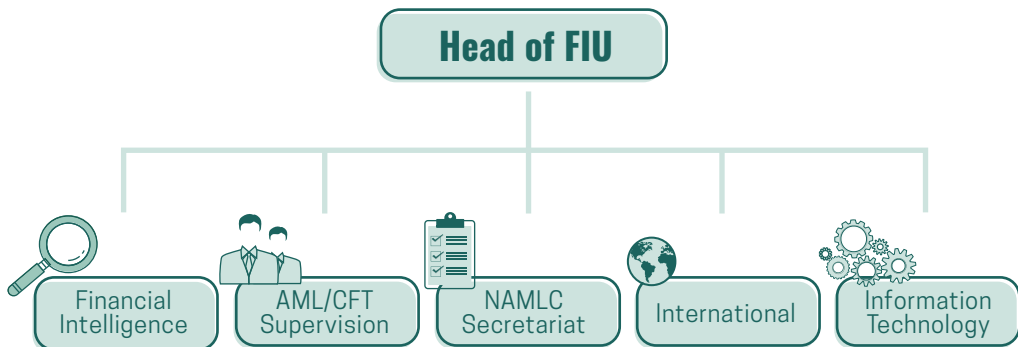 Head of FIU
Financial
Intelligence
AML/CFT
Supervision
NAMLC
Secretariat
International
Information
Technology